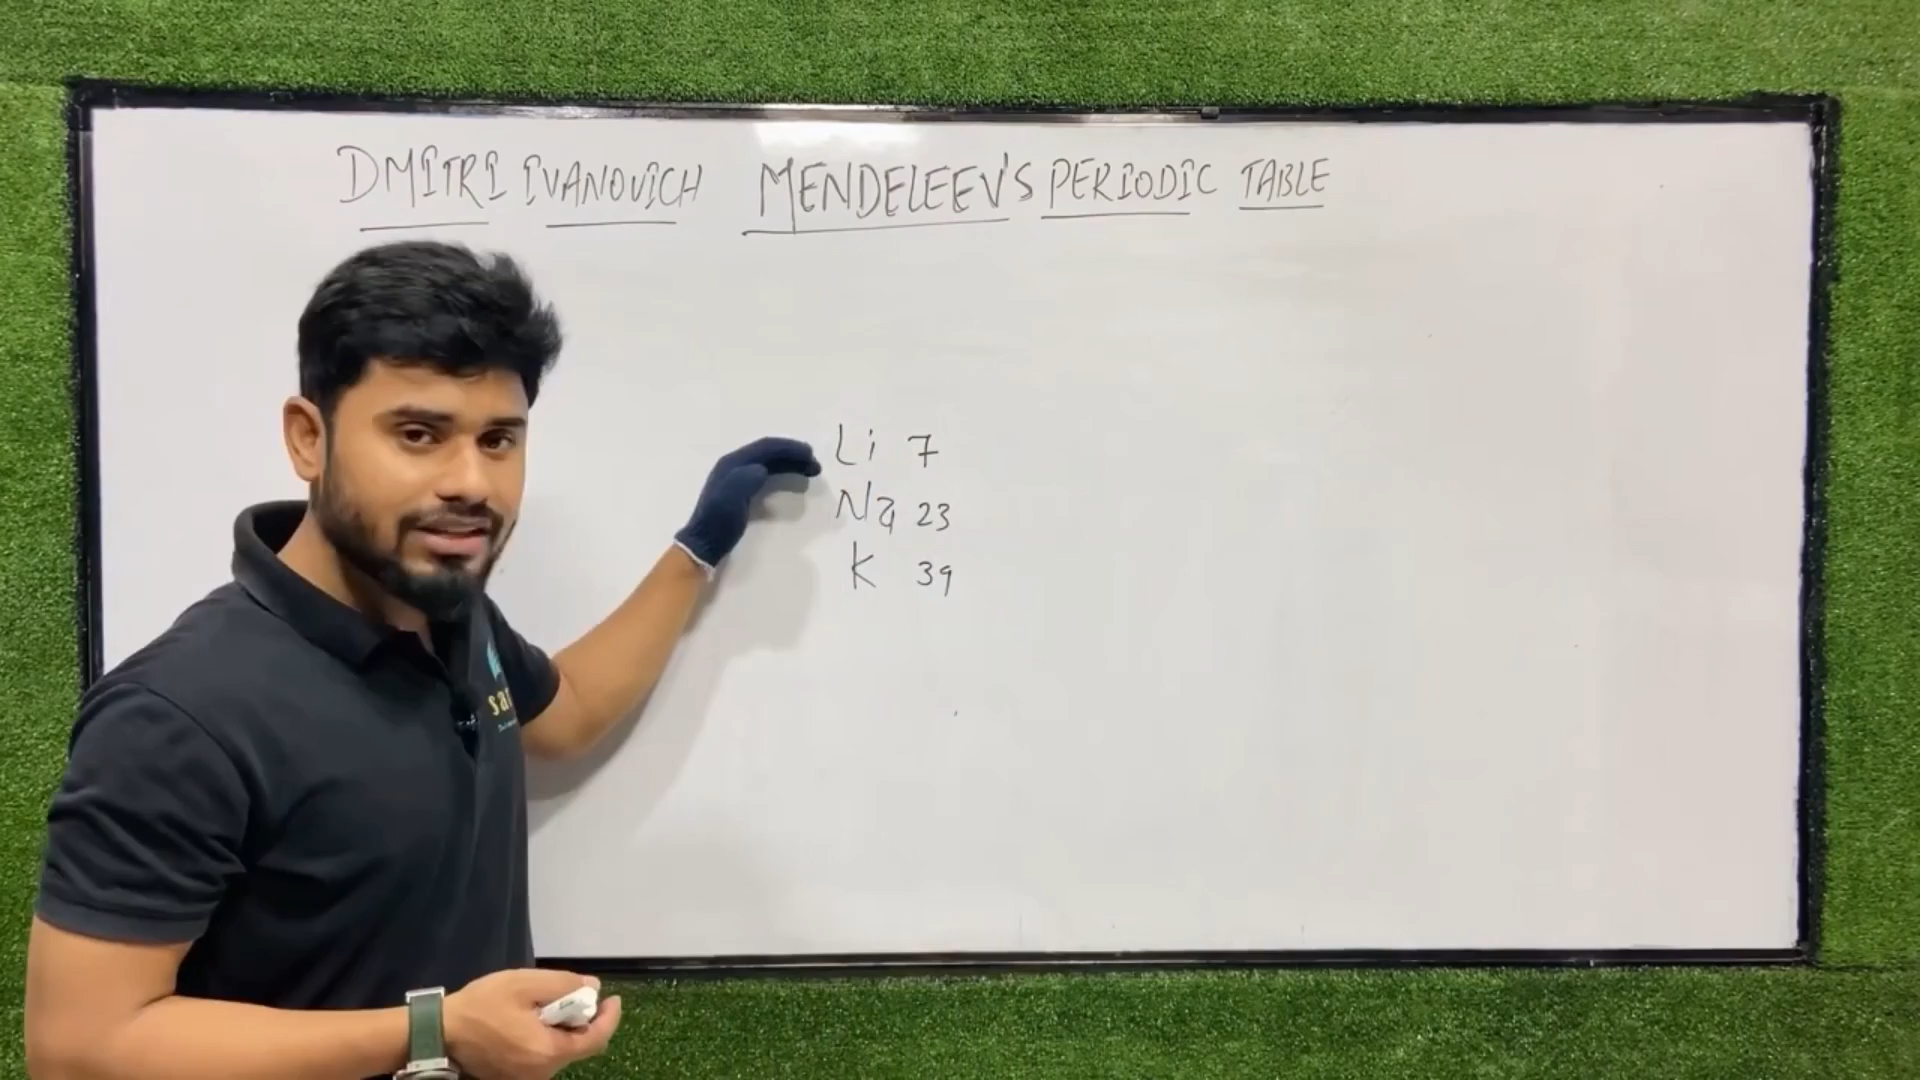 DMITRI IVANOVICH MENDELEEV'S PERIODIC TABLE
Li 7
Na 23
K 39